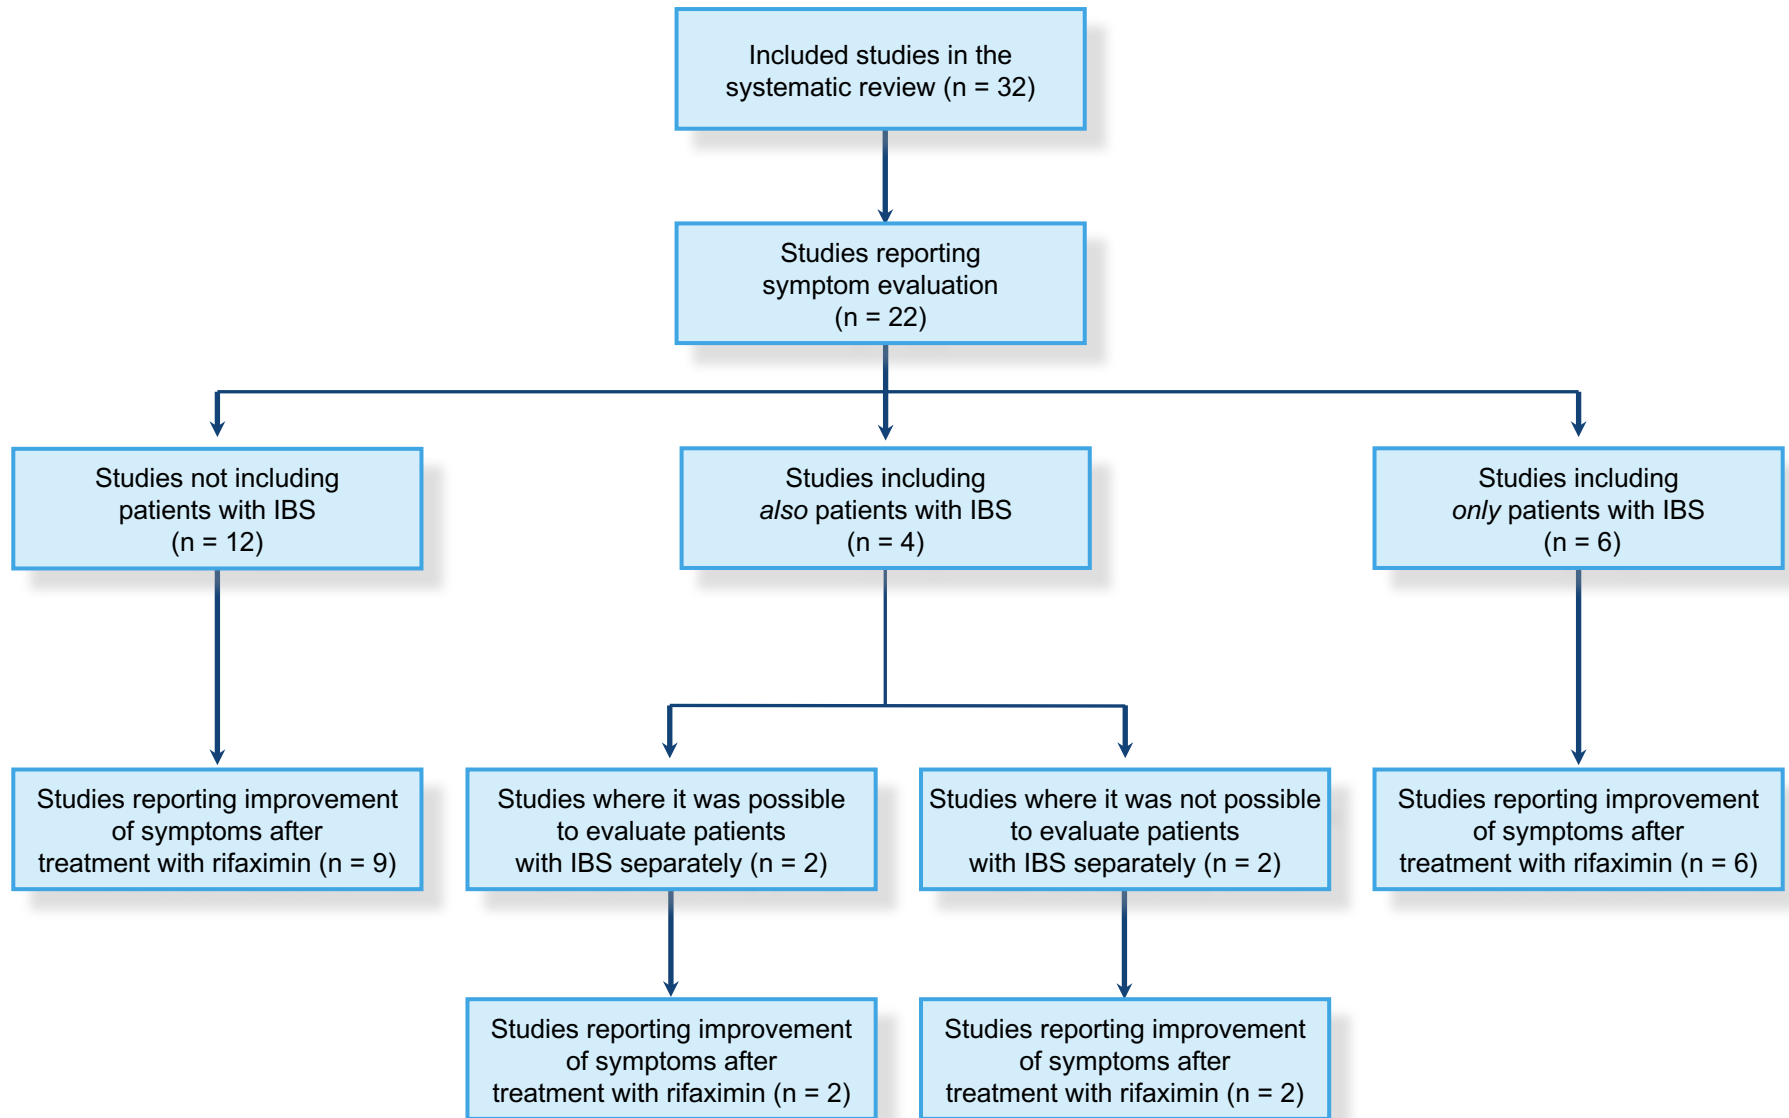 Included studies in the
systematic review (n = 32)
Studies reporting
symptom evaluation
(n = 22)
Studies not including
patients with IBS
(n = 12)
Studies including
also patients with IBS
(n = 4)
Studies including
only patients with IBS
(n = 6)
Studies reporting improvement
of symptoms after
treatment with rifaximin (n = 9)
Studies where it was possible
to evaluate patients
with IBS separately (n = 2)
Studies where it was not possible
to evaluate patients
with IBS separately (n = 2)
Studies reporting improvement
of symptoms after
treatment with rifaximin (n = 6)
Studies reporting improvement
of symptoms after
treatment with rifaximin (n = 2)
Studies reporting improvement
of symptoms after
treatment with rifaximin (n = 2)